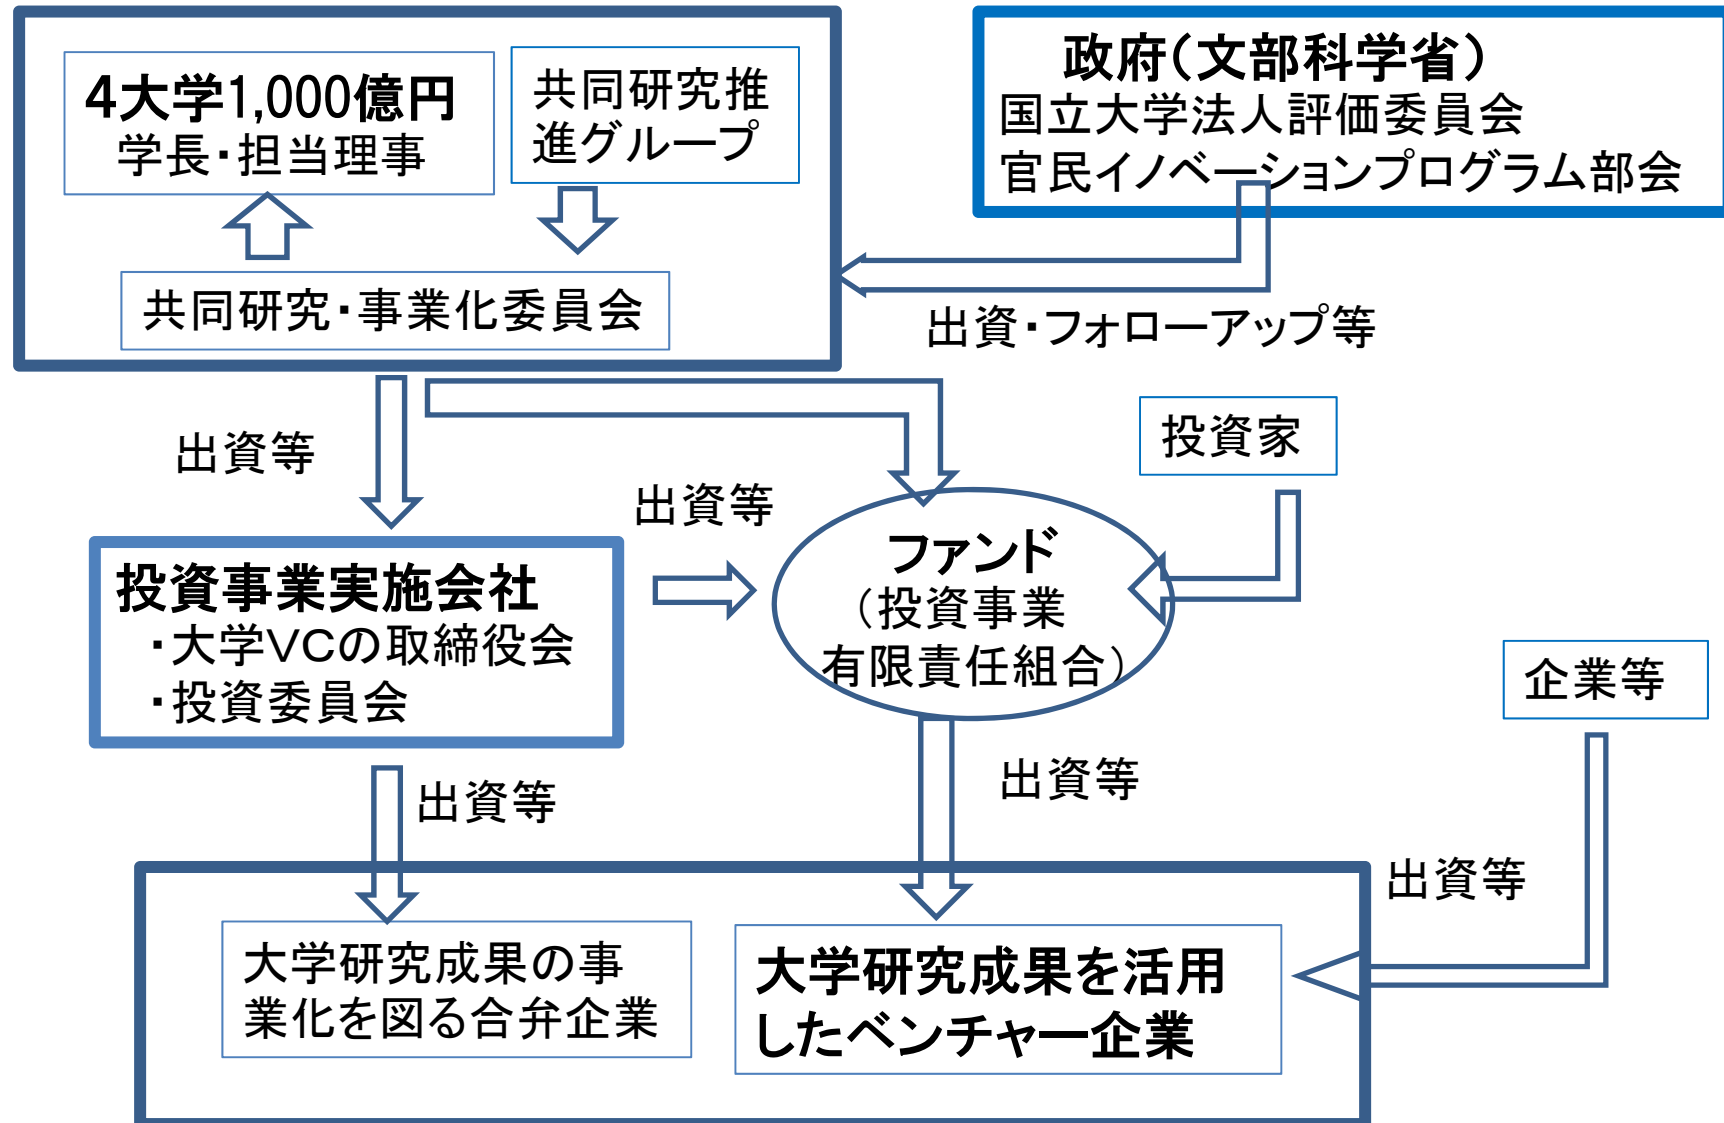 4大学1,000億円
学長・担当理事
共同研究推
進グループ
共同研究・事業化委員会
政府(文部科学省)
国立大学法人評価委員会
官民イノベーションプログラム部会
出資・フォローアップ等
出資等
出資等
投資家
投資事業実施会社
・大学VCの取締役会
・投資委員会
ファンド
(投資事業
有限責任組合)
企業等
出資等
出資等
出資等
大学研究成果の事
業化を図る合弁企業
大学研究成果を活用
したベンチャー企業